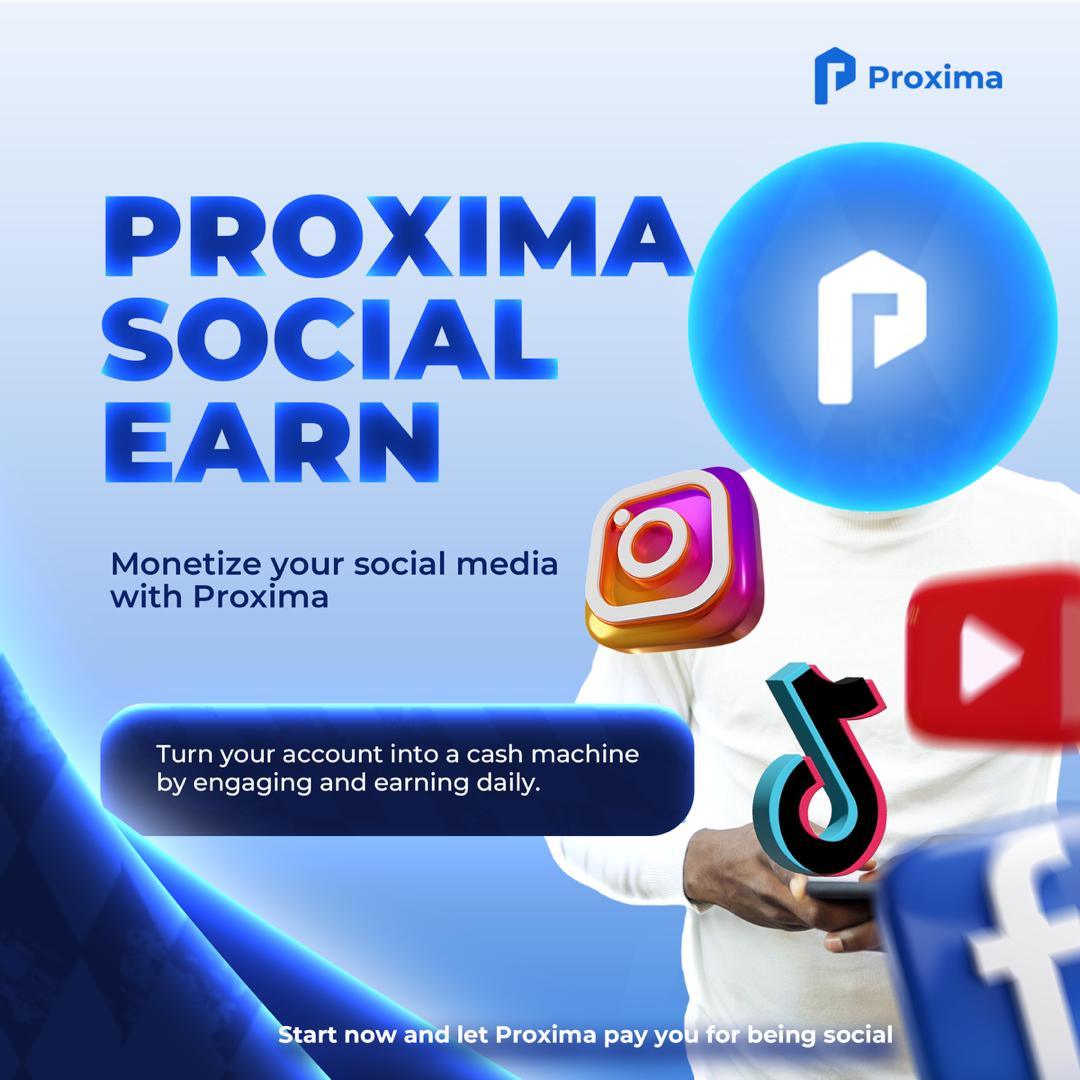 Proxima
PROXIMA
SOCIAL
EARN
Monetize your social media
with Proxima
Turn your account into a cash machine
by engaging and earning daily.
Start now and let Proxima pay you for being social